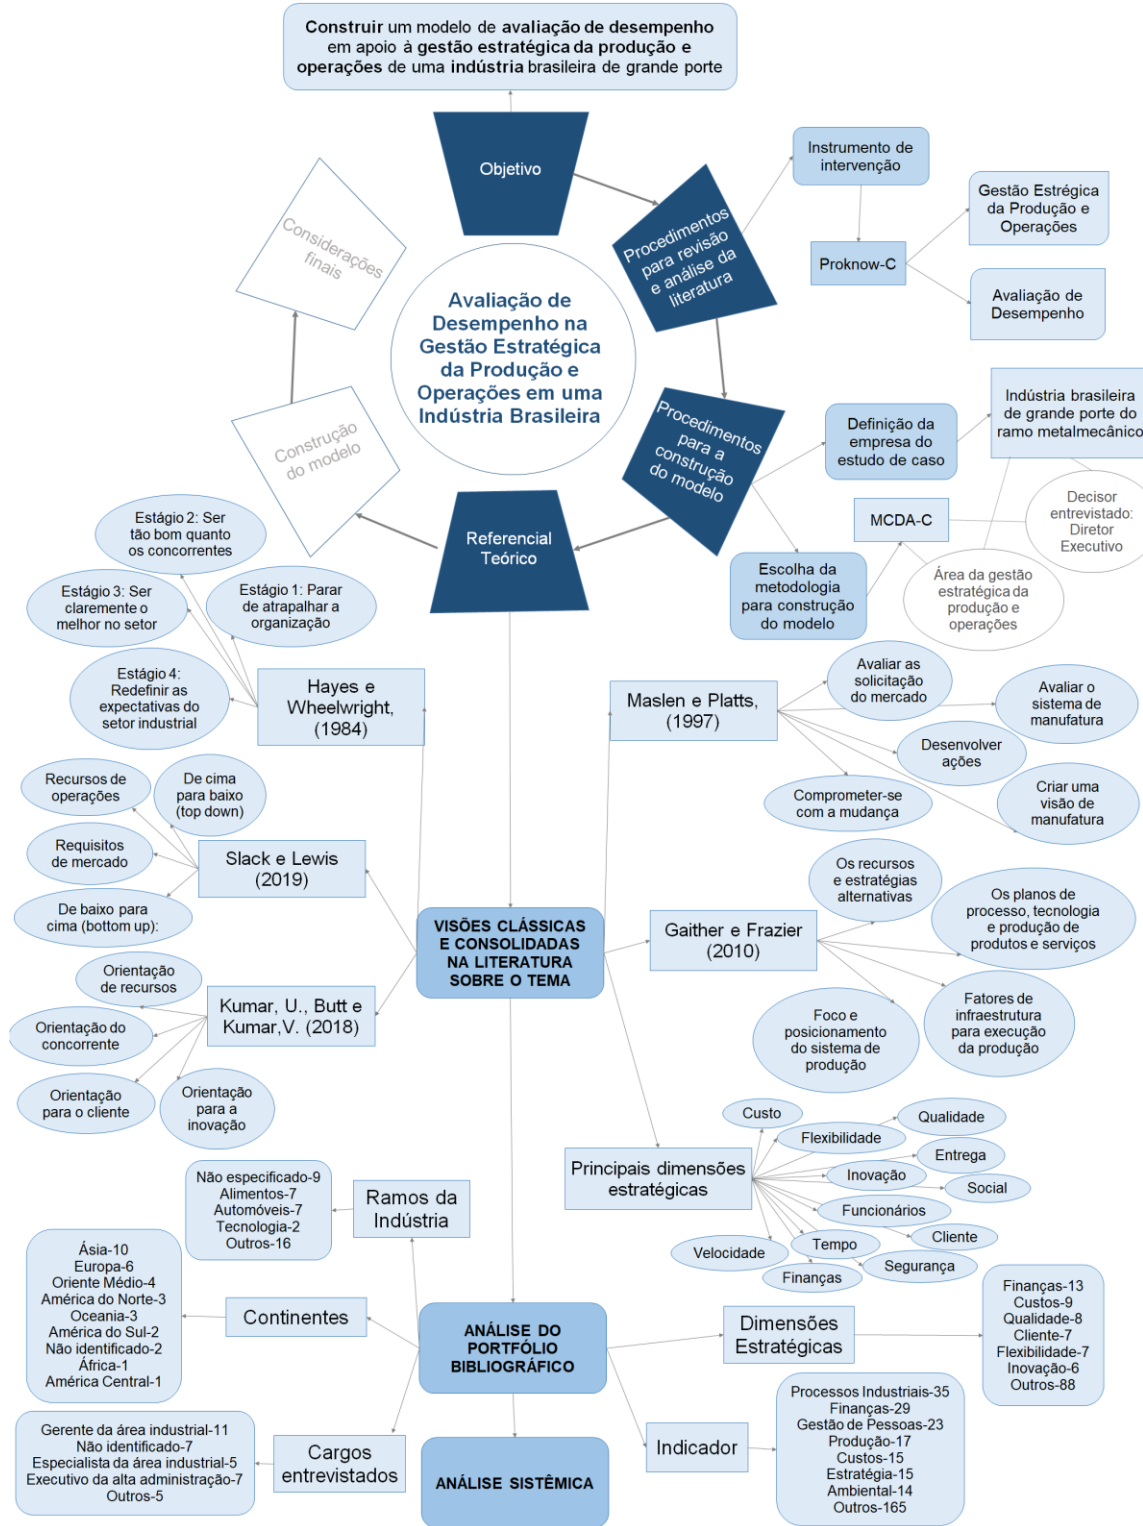 Construir um modelo de avaliação de desempenho
em apoio à gestão estratégica da produção e
operações de uma indústria brasileira de grande porte
Objetivo
Procedimentos
para revisão
e análise da
literatura
Instrumento de
intervenção
Proknow-C
Gestão Estrégica
da Produção e
Operações
Avaliação de
Desempenho
Considerações
finais
Avaliação de
Desempenho na
Gestão Estratégica
da Produção e
Operações em uma
Indústria Brasileira
Procedimentos
para a
construção
do modelo
Definição da
empresa do
estudo de caso
Indústria brasileira
de grande porte do
ramo metalmecânico
Decisor
entrevistado:
Diretor
Executivo
MCDA-C
Área da gestão
estratégica da
produção e
operações
Escolha da
metodologia
para construção
do modelo
Construção
do modelo
Referencial
Teórico
Estágio 2: Ser
tão bom quanto
os concorrentes
Estágio 3: Ser
claremente o
melhor no setor
Estágio 1: Parar
de atrapalhar a
organização
Estágio 4:
Redefinir as
expectativas do
setor industrial
Hayes e
Wheelwright,
(1984)
Maslen e Platts,
(1997)
Avaliar as
solicitação
do mercado
Avaliar o
sistema de
manufatura
Desenvolver
ações
Comprometer-se
com a mudança
Criar uma
visão de
manufatura
Recursos de
operações
De cima
para baixo
(top down)
Requisitos
de mercado
De baixo para
cima (bottom up):
Slack e Lewis
(2019)
VISÕES CLÁSSICAS
E CONSOLIDADAS
NA LITERATURA
SOBRE O TEMA
Gaither e Frazier
(2010)
Os recursos
e estratégias
alternativas
Os planos de
processo, tecnologia
e produção de
produtos e serviços
Fatores de
infraestrutura
para execução
da produção
Foco e
posicionamento
do sistema de
produção
Orientação
de recursos
Orientação do
concorrente
Orientação
para o cliente
Orientação
para a
inovação
Kumar, U., Butt e
Kumar,V. (2018)
Principais dimensões
estratégicas
Custo
Qualidade
Flexibilidade
Entrega
Inovação
Social
Funcionários
Cliente
Tempo
Segurança
Velocidade
Finanças
Não especificado-9
Alimentos-7
Automóveis-7
Tecnologia-2
Outros-16
Ramos da
Indústria
Ásia-10
Europa-6
Oriente Médio-4
América do Norte-3
Oceania-3
América do Sul-2
Não identificado-2
África-1
América Central-1
Continentes
ANÁLISE DO
PORTFÓLIO
BIBLIOGRÁFICO
Dimensões
Estratégicas
Finanças-13
Custos-9
Qualidade-8
Cliente-7
Flexibilidade-7
Inovação-6
Outros-88
Gerente da área industrial-11
Não identificado-7
Especialista da área industrial-5
Executivo da alta administração-7
Outros-5
Cargos
entrevistados
ANÁLISE SISTÊMICA
Indicador
Processos Industriais-35
Finanças-29
Gestão de Pessoas-23
Produção-17
Custos-15
Estratégia-15
Ambiental-14
Outros-165